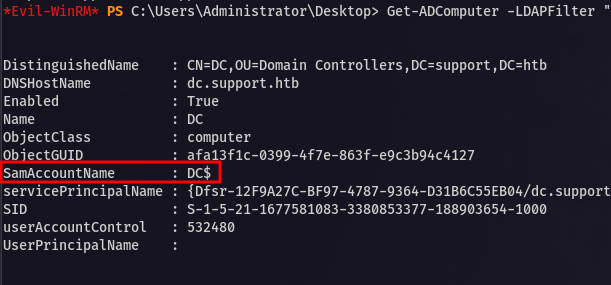 *Evil-WinRM* PS C:\Users\Administrator\Desktop> Get-ADComputer -LDAPFilter "
DistinguishedName : CN=DC,OU=Domain Controllers,DC=support,DC=htb
DNSHostName : dc.support.htb
Enabled : True
Name : DC
ObjectClass : computer
ObjectGUID : afa13f1c-0399-4f7e-863f-e9c3b94c4127
SamAccountName : DC$
servicePrincipalName : {Dfsr-12F9A27C-BF97-4787-9364-D31B6C55EB04/dc.support
SID : S-1-5-21-1677581083-3380853377-188903654-1000
userAccountControl : 532480
UserPrincipalName :